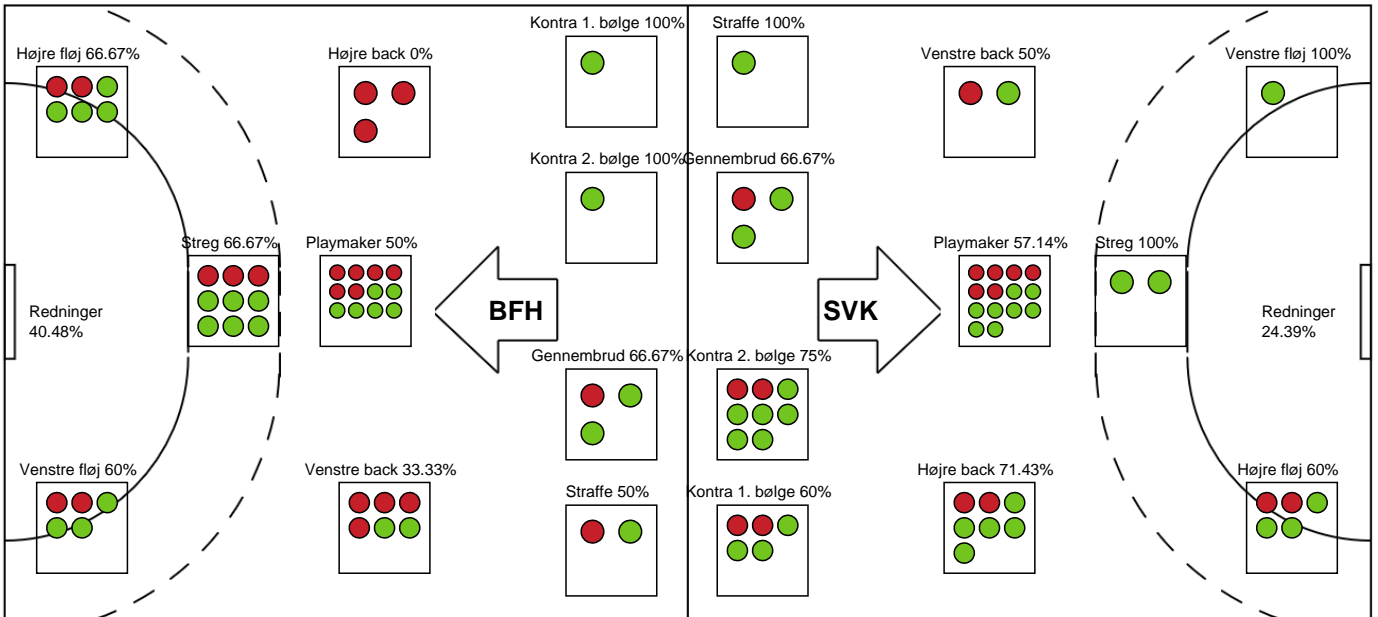 Kontra 1. bølge 100%
Straffe 100%
Højre fløj 66.67%
Højre back 0%
Venstre back 50%
Venstre fløj 100%
Kontra 2. bølge 100%
Gennembrud 66.67%
Streg 66.67%
Playmaker 50%
Playmaker 57.14%
Streg 100%
Redninger
40.48%
BFH
SVK
Redninger
24.39%
Gennembrud 66.67%
Kontra 2. bølge 75%
Venstre fløj 60%
Venstre back 33.33%
Højre back 71.43%
Højre fløj 60%
Straffe 50%
Kontra 1. bølge 60%